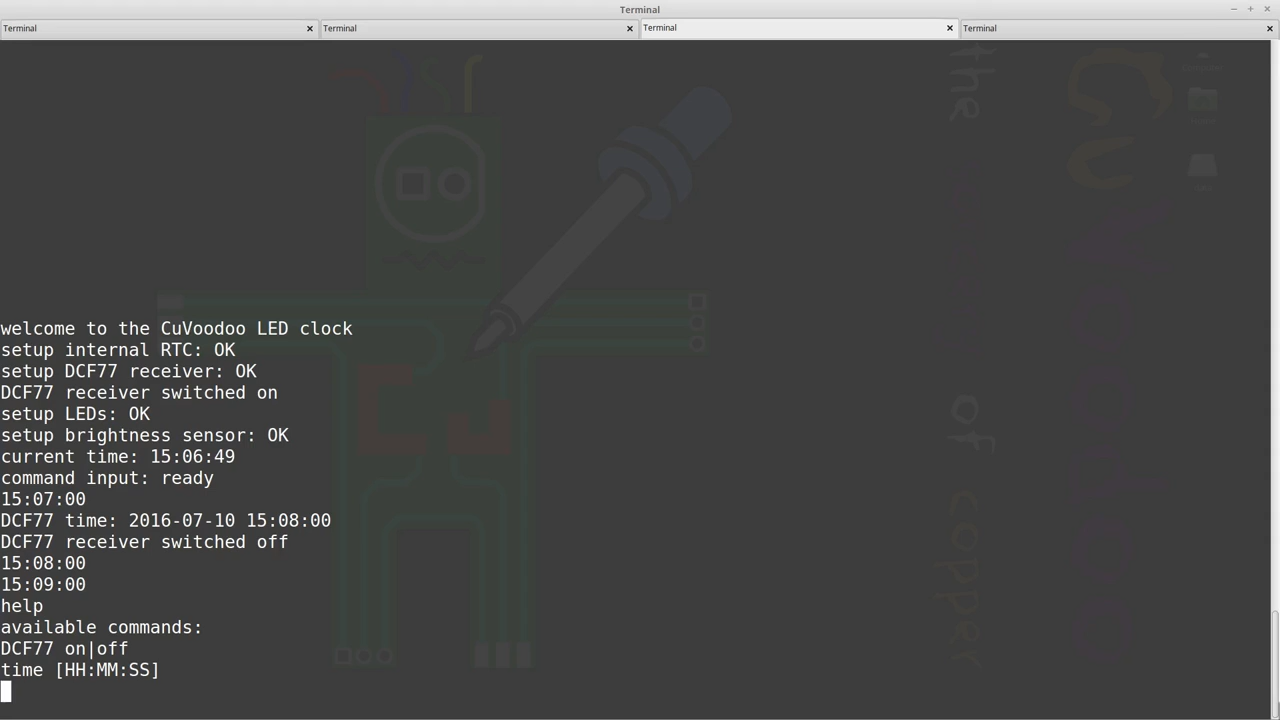 Terminal
Terminal
Terminal
Terminal
Terminal
the
of
copper
welcome to the CuVoodoo LED clock
setup internal RTC: OK
setup DCF77 receiver: OK
DCF77 receiver switched on
setup LEDs: OK
setup brightness sensor: OK
current time: 15:06:49
command input: ready
15:07:00
DCF77 time: 2016-07-10 15:08:00
DCF77 receiver switched off
15:08:00
15:09:00
help
available commands:
DCF77 on|off
time [HH:MM:SS]